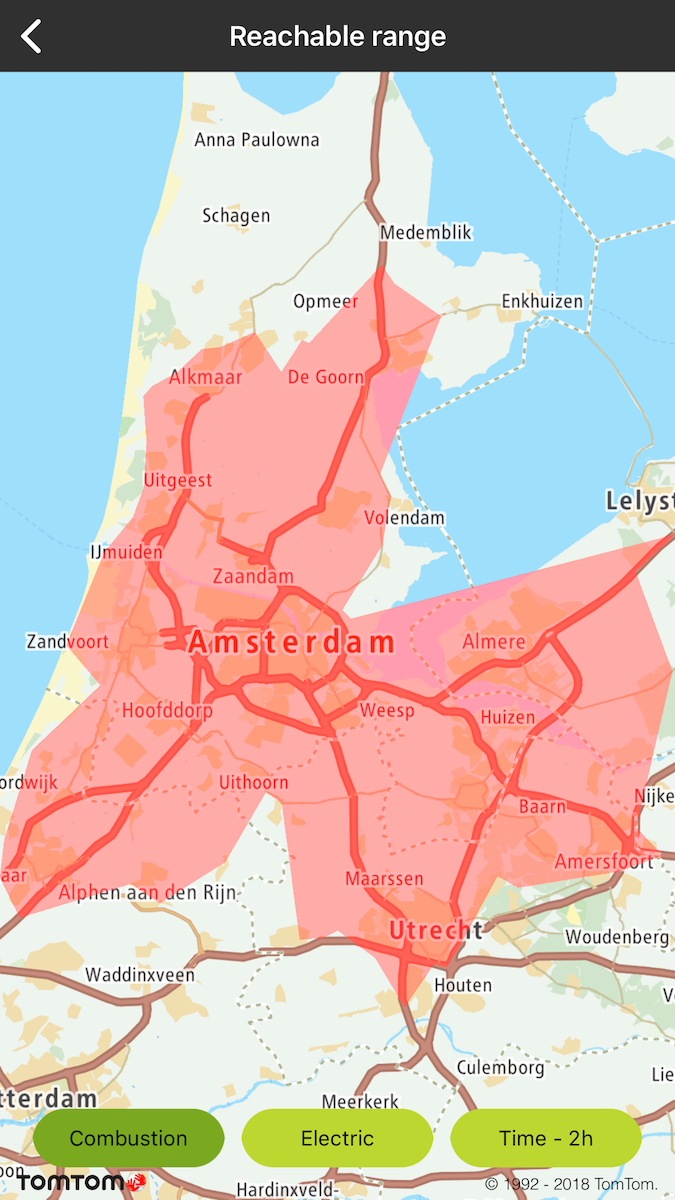 Reachable range
Anna Paulowna
Schagen
Medemblik
Opmeer
Enkhuizen
Alkmaar
De Goorn
Uitgeest
Lelyst
Volendam
IJmuiden
Zaandam
Zandvoort
Amsterdam
Almere
Hoofddorp
Weesp
Huizen
ordwijk
Uithoorn
Nijke
Baarn
Amersfoort
aar
Maarssen
Alphen aan den Rijn
Utrecht
Woudenberg
Waddinxveen
Houten
V
Culemborg
Lie
tterdam
Meerkerk
Combustion
Electric
Time - 2h
oon
TOMTOM
Hardinxveld-
© 1992 - 2018 TomTom.